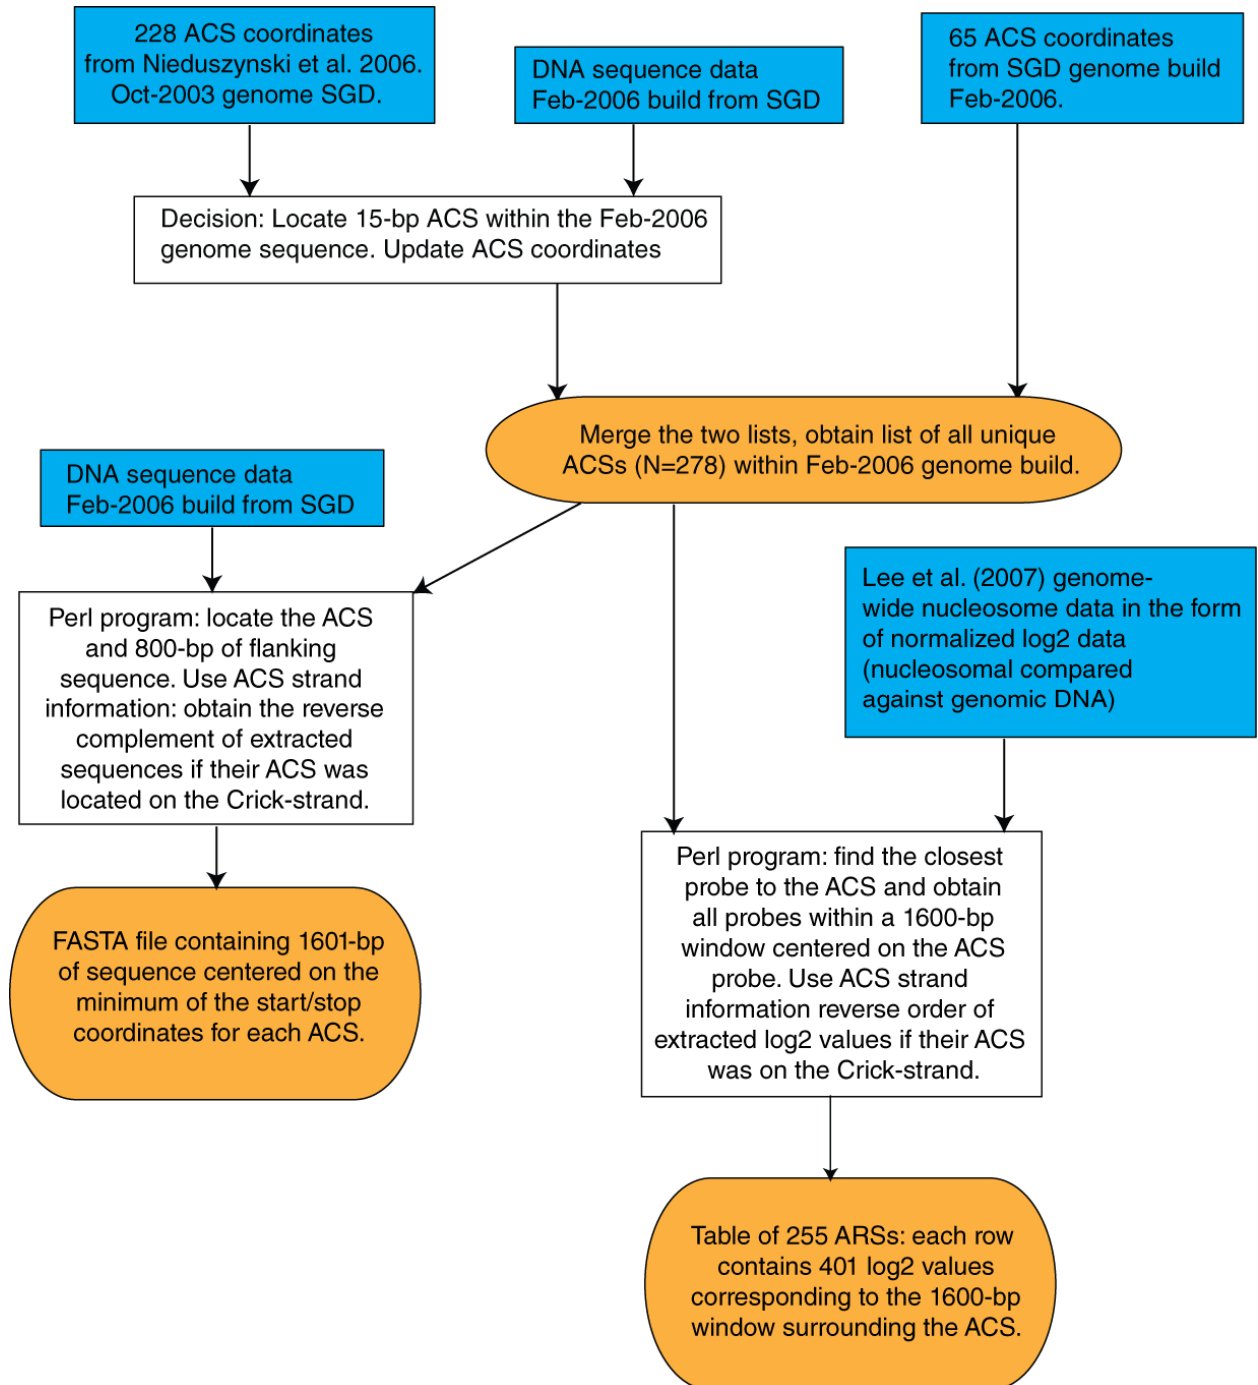 228 ACS coordinates
from Nieduszynski et al. 2006.
Oct-2003 genome SGD.
DNA sequence data
Feb-2006 build from SGD
65 ACS coordinates
from SGD genome build
Feb-2006.
Decision: Locate 15-bp ACS within the Feb-2006
genome sequence. Update ACS coordinates
Merge the two lists, obtain list of all unique
ACSs (N=278) within Feb-2006 genome build.
DNA sequence data
Feb-2006 build from SGD
Perl program: locate the ACS
and 800-bp of flanking
sequence. Use ACS strand
information: obtain the reverse
complement of extracted
sequences if their ACS was
located on the Crick-strand.
Lee et al. (2007) genome-
wide nucleosome data in the form
of normalized log2 data
(nucleosomal compared
against genomic DNA)
FASTA file containing 1601-bp
of sequence centered on the
minimum of the start/stop
coordinates for each ACS.
Perl program: find the closest
probe to the ACS and obtain
all probes within a 1600-bp
window centered on the ACS
probe. Use ACS strand
information reverse order of
extracted log2 values if their ACS
was on the Crick-strand.
Table of 255 ARSs: each row
contains 401 log2 values
corresponding to the 1600-bp
window surrounding the ACS.